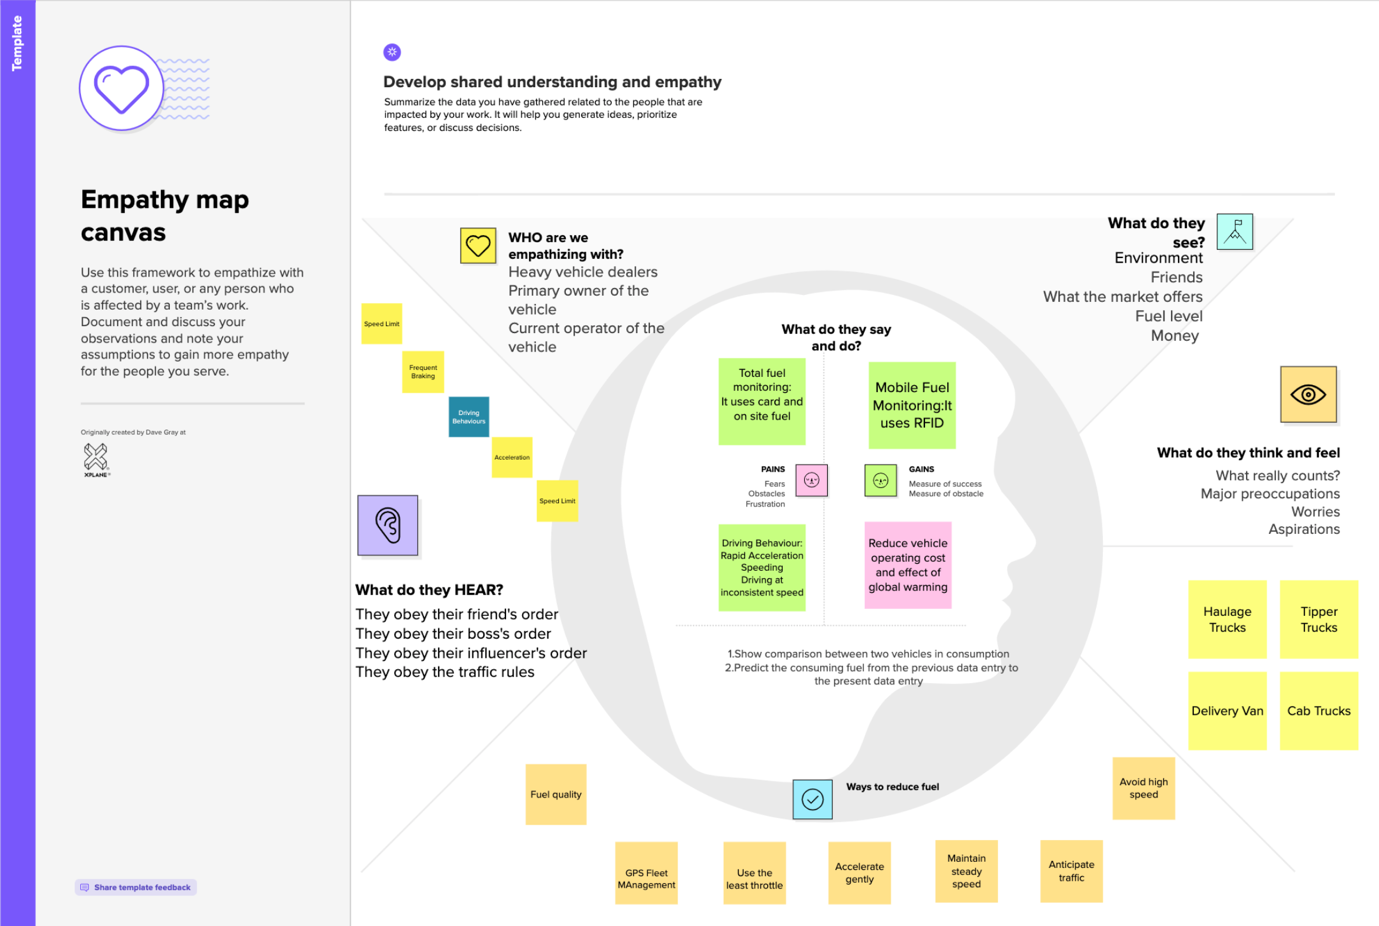 Template
Empathy map
canvas
Use this framework to empathize with
a customer, user, or any person who
is affected by a team's work.
Document and discuss your
observations and note your
assumptions to gain more empathy
for the people you serve.
Originally created by Dave Gray at
XPLANE
Share template feedback
Develop shared understanding and empathy
Summarize the data you have gathered related to the people that are
impacted by your work. It will help you generate ideas, prioritize
features, or discuss decisions.
WHO are we
empathizing with?
Heavy vehicle dealers
Primary owner of the
vehicle
Current operator of the
vehicle
What do they
see?
Environment
Friends
What the market offers
Fuel level
Money
Speed Limit
Frequent
Braking
Driving
Behaviours
Acceleration
Speed Limit
What do they say
and do?
Total fuel
monitoring:
It uses card and
on site fuel
Mobile Fuel
Monitoring:It
uses RFID
PAINS
Fears
Obstacles
Frustration
GAINS
Measure of success
Measure of obstacle
Driving Behaviour:
Rapid Acceleration
Speeding
Driving at
inconsistent speed
Reduce vehicle
operating cost
and effect of
global warming
1.Show comparison between two vehicles in consumption
2.Predict the consuming fuel from the previous data entry to
the present data entry
What do they think and feel
What really counts?
Major preoccupations
Worries
Aspirations
What do they HEAR?
They obey their friend's order
They obey their boss's order
They obey their influencer's order
They obey the traffic rules
Haulage
Trucks
Tipper
Trucks
Delivery Van
Cab Trucks
Ways to reduce fuel
Fuel quality
GPS Fleet
MAnagement
Use the
least throttle
Accelerate
gently
Maintain
steady
speed
Anticipate
traffic
Avoid high
speed